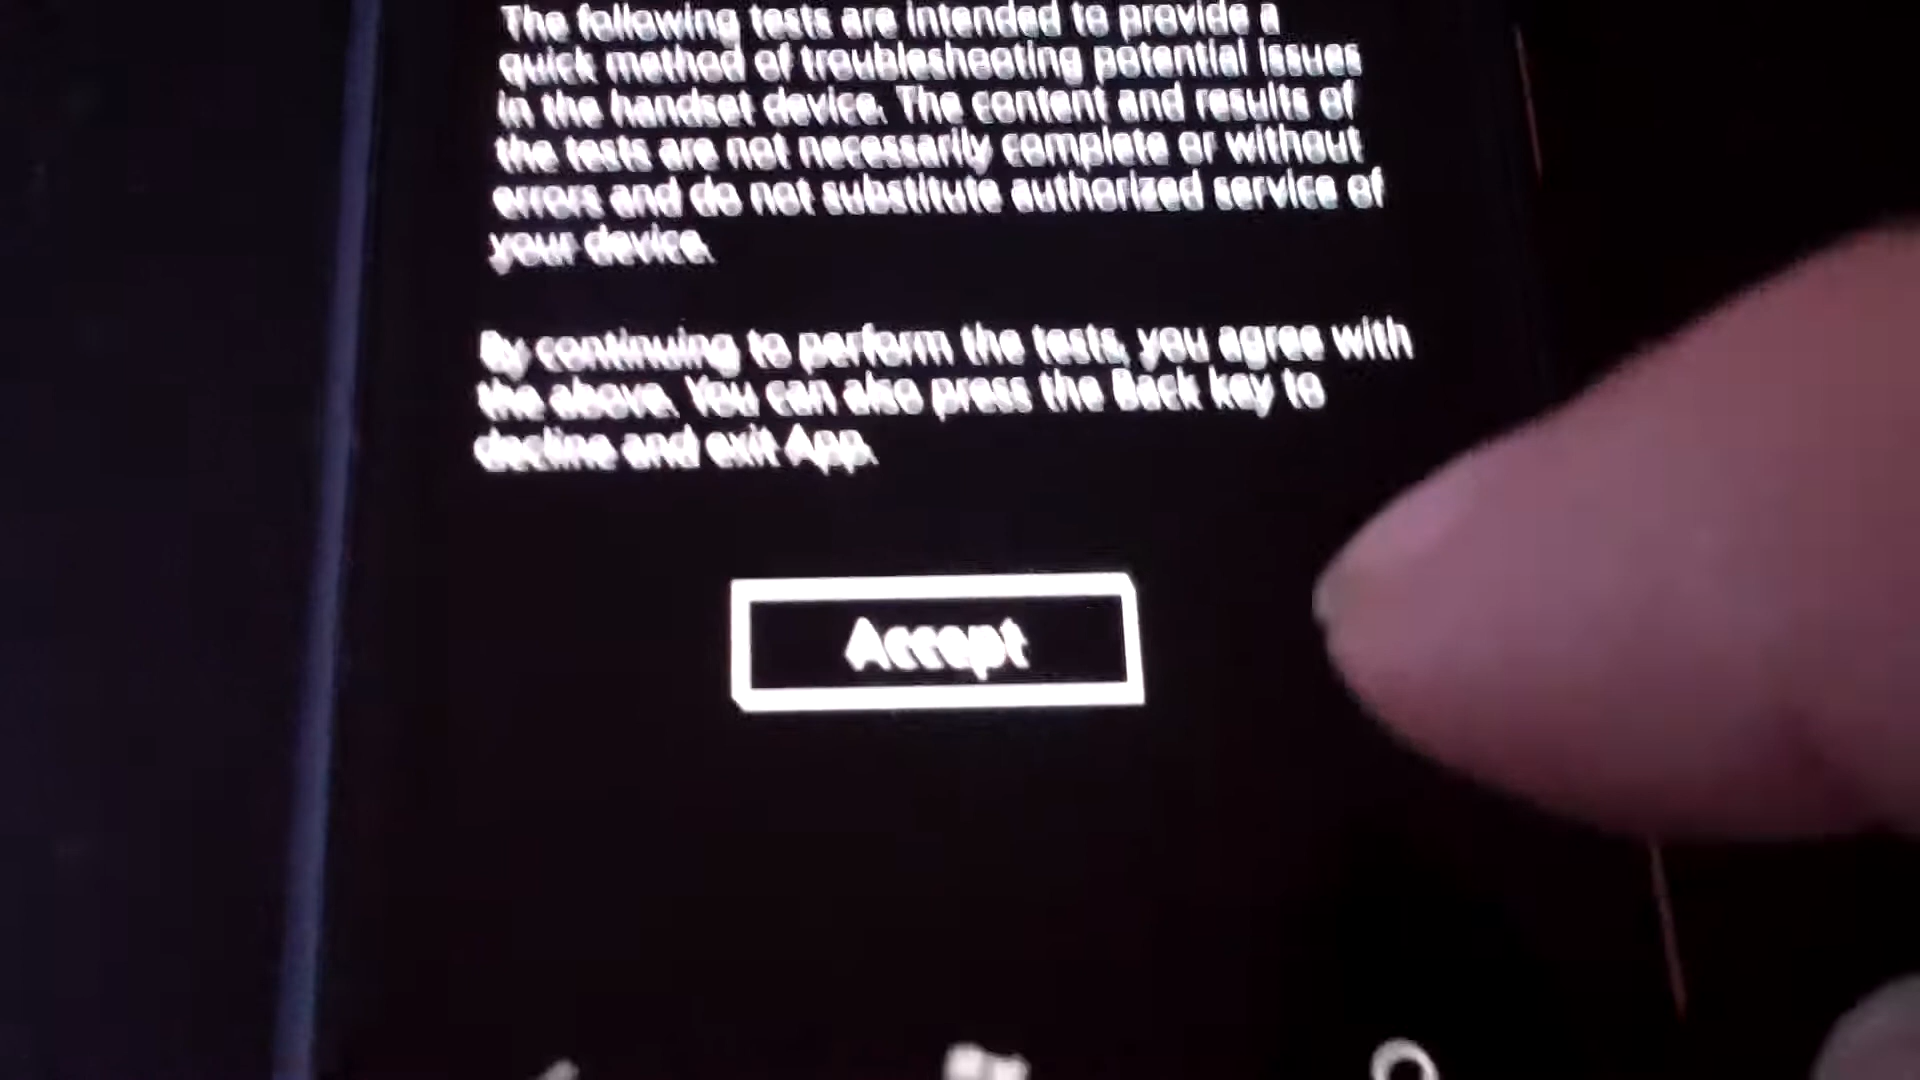 The following tests are intended to provide a
quick method of troubleshooting potential issues
in the handset device. The content and results of
the tests are not necessarily complete or without
errors and do not substitute authorized service of
your device.
By continuing to perform the tests, you agree with
the above. You can also press the Back key to
decline and exit App.
Accept